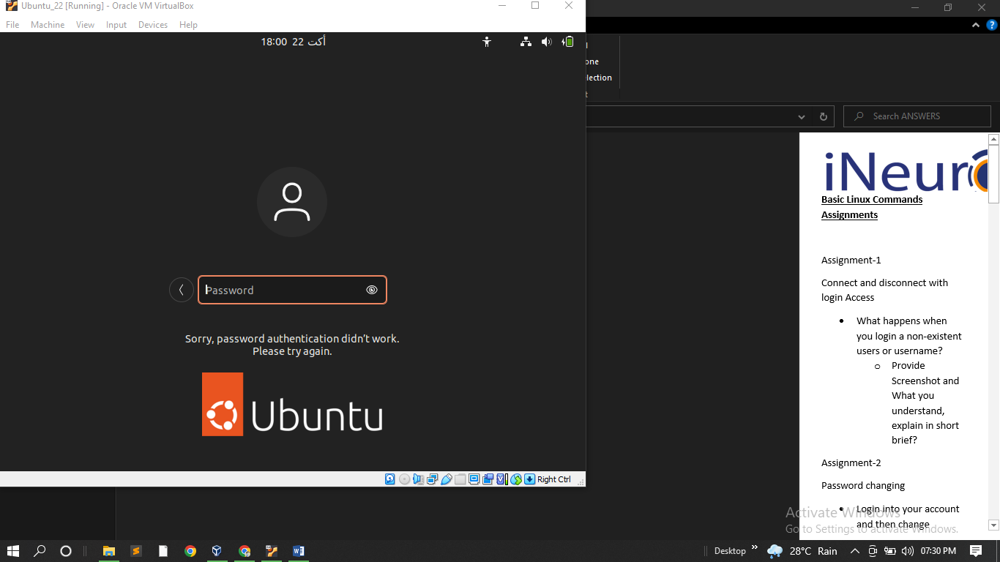 Ubuntu_22 [Running] - Oracle VM VirtualBox
File Machine View Input Devices Help
أكت 22 18:00
Password
Sorry, password authentication didn't work.
Please try again.
Ubuntu
Right Ctrl
one
lection
Search ANSWERS
iNeur
Basic Linux Commands
Assignments
Assignment-1
Connect and disconnect with
login Access
• What happens when
you login a non-existent
users or username?
o Provide
Screenshot and
What you
understand,
explain in short
brief?
Assignment-2
Password changing
• Login into your account
and then change
Activate Windows
Go to Settings to activate Windows.
Desktop
28°C Rain
07:30 PM